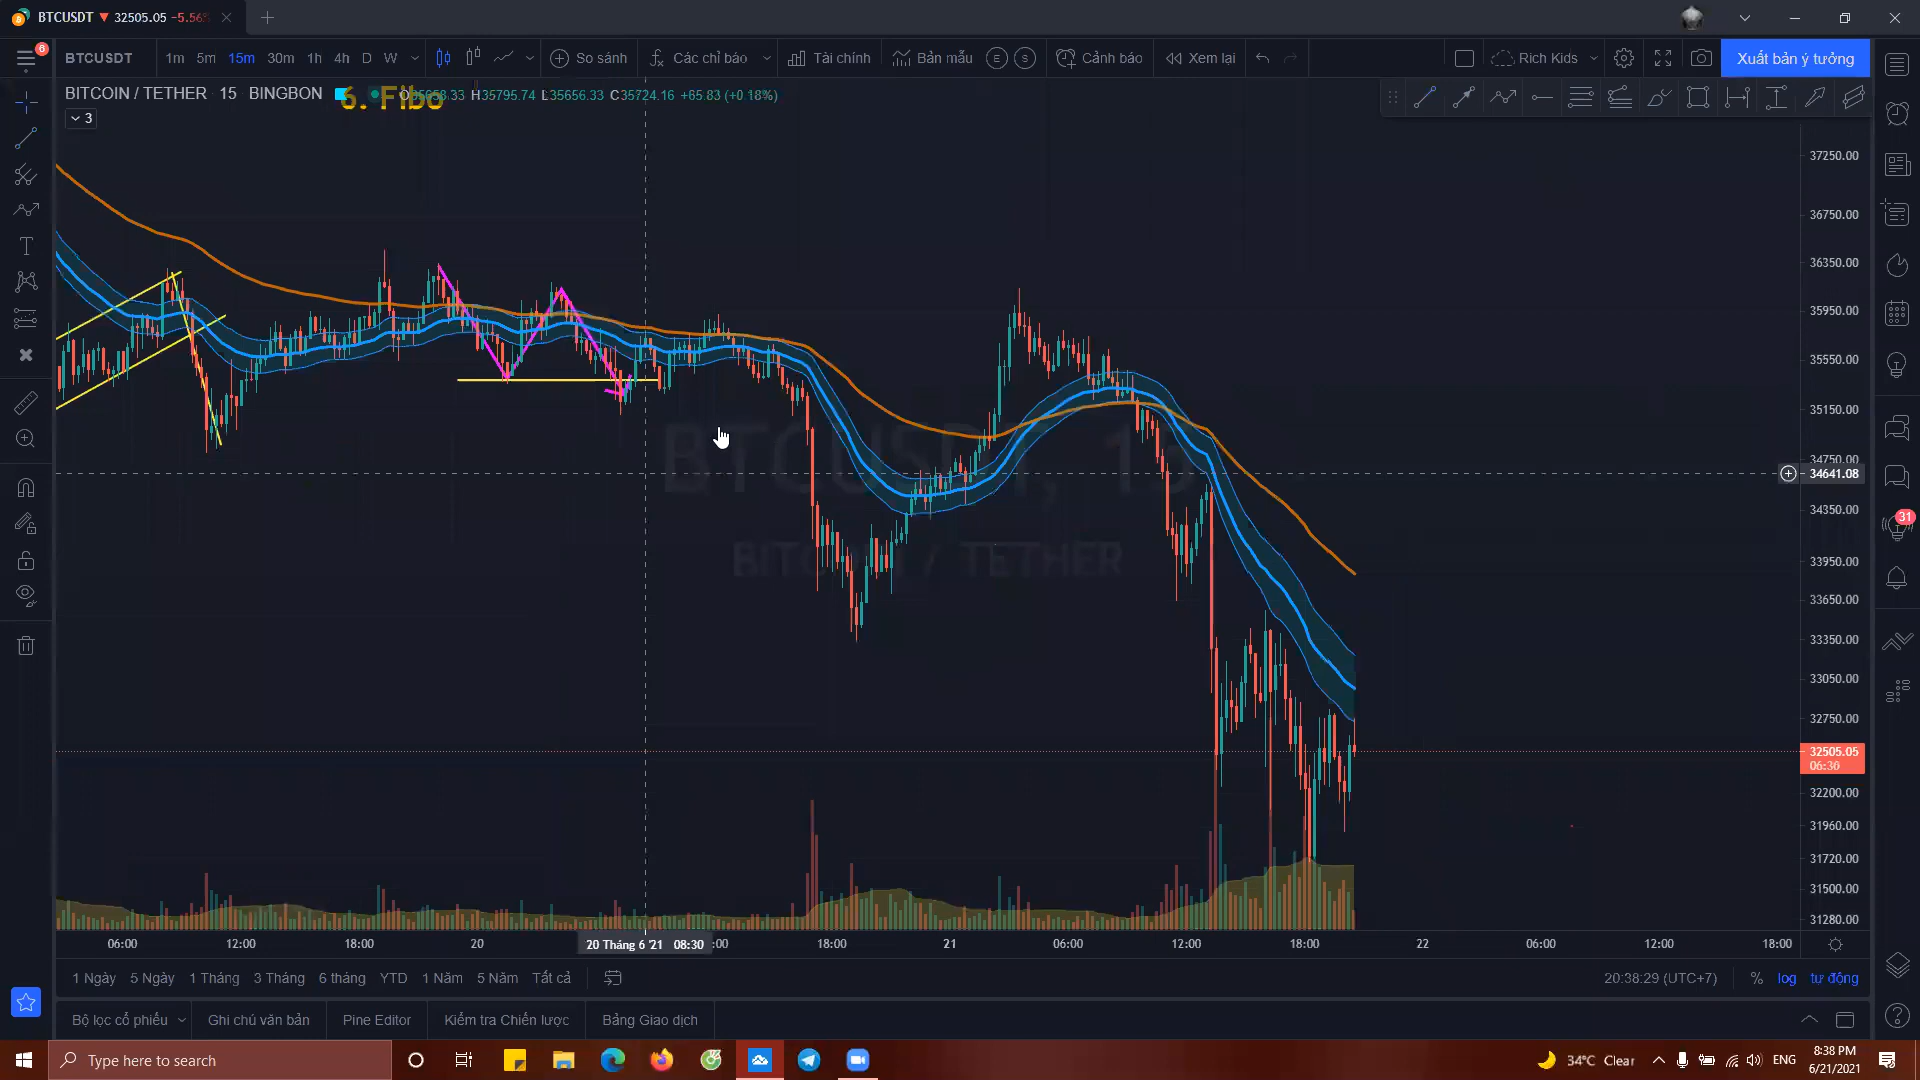 BTCUSDT ▼ 32505.05 -5.56%
6
BTCUSDT 1m 5m 15m 30m 1h 4h D W So sánh Các chỉ báo Tài chính Bản mẫu E S Cảnh báo Xem lại Rich Kids Xuất bản ý tưởng
BITCOIN / TETHER 15 BINGBON H35795.74 L35656.33 C35724.16 +65.83 (+0.18%)
6. Fibo
3
37250.00
36750.00
36350.00
35950.00
35550.00
35150.00
34750.00
34641.08
34350.00
33950.00
33650.00
33350.00
33050.00
32750.00
32505.05
06:30
32200.00
31960.00
31720.00
31500.00
31280.00
BTCUSDT, 15
BITCOIN / TETHER
31
06:00 12:00 18:00 20 20 Tháng 6 '21 08:30 :00 18:00 21 06:00 12:00 18:00 22 06:00 12:00 18:00
1 Ngày 5 Ngày 1 Tháng 3 Tháng 6 tháng YTD 1 Năm 5 Năm Tất cả 20:38:29 (UTC+7) % log tự động
Bộ lọc cổ phiếu Ghi chú văn bản Pine Editor Kiểm tra Chiến lược Bảng Giao dịch
Type here to search 34°C Clear ENG 8:38 PM
6/21/2021